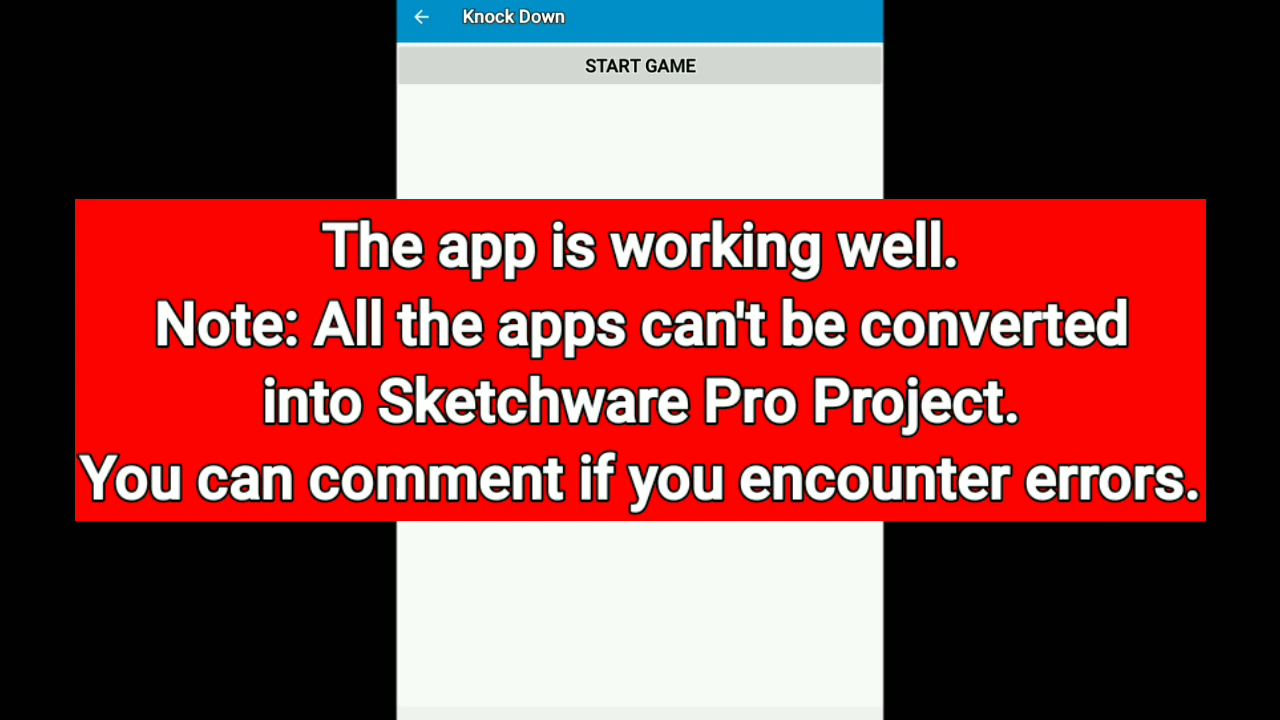 Knock Down
START GAME
The app is working well.
Note: All the apps can't be converted
into Sketchware Pro Project.
You can comment if you encounter errors.